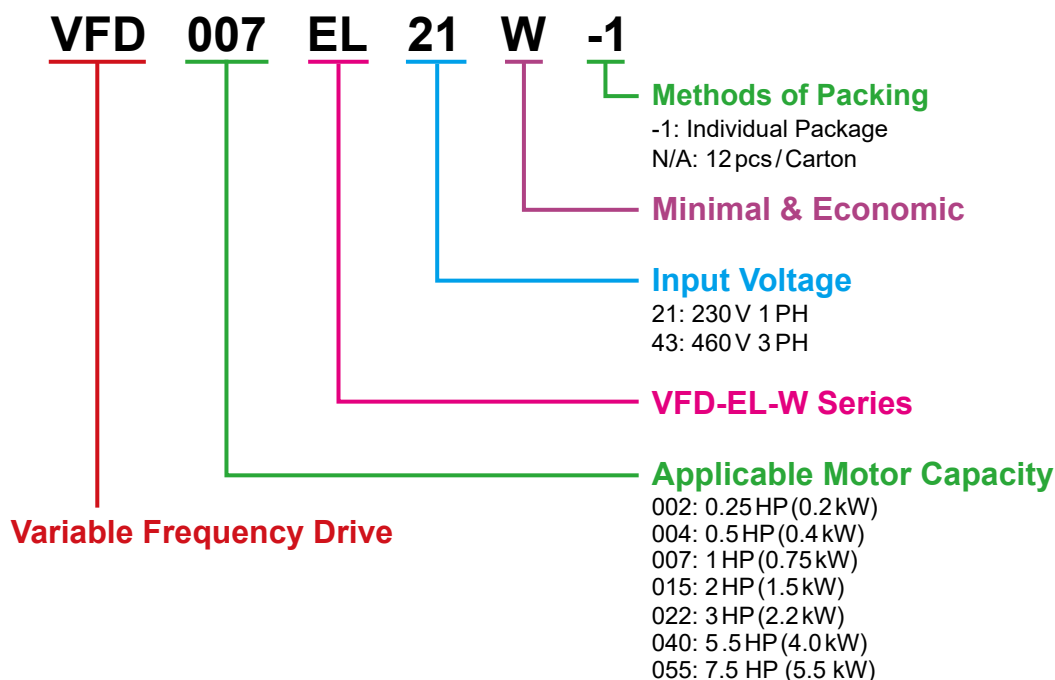 VFD 007 EL 21 W -1
Methods of Packing
-1: Individual Package
N/A: 12 pcs / Carton
Minimal & Economic
Input Voltage
21: 230 V 1 PH
43: 460 V 3 PH
VFD-EL-W Series
Applicable Motor Capacity
002: 0.25 HP (0.2 kW)
004: 0.5 HP (0.4 kW)
007: 1 HP (0.75 kW)
015: 2 HP (1.5 kW)
022: 3 HP (2.2 kW)
040: 5.5 HP (4.0 kW)
055: 7.5 HP (5.5 kW)
Variable Frequency Drive